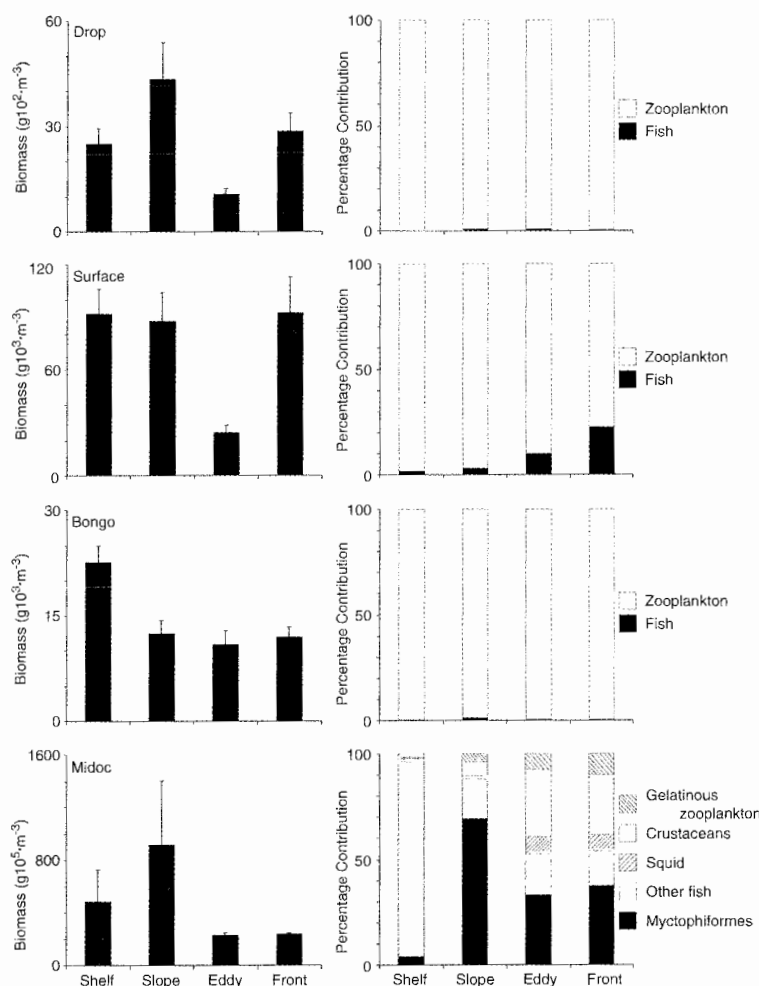 Drop
Biomass (g10²·m⁻³)
60
30
0
Percentage Contribution
100
50
0
Zooplankton
Fish
Surface
Biomass (g10³·m⁻³)
120
60
0
Percentage Contribution
100
50
0
Zooplankton
Fish
Bongo
Biomass (g10³·m⁻³)
30
15
0
Percentage Contribution
100
50
0
Zooplankton
Fish
Midoc
Biomass (g10⁵·m⁻³)
1600
800
0
Shelf Slope Eddy Front
Percentage Contribution
100
50
0
Shelf Slope Eddy Front
Gelatinous
zooplankton
Crustaceans
Squid
Other fish
Myctophiformes